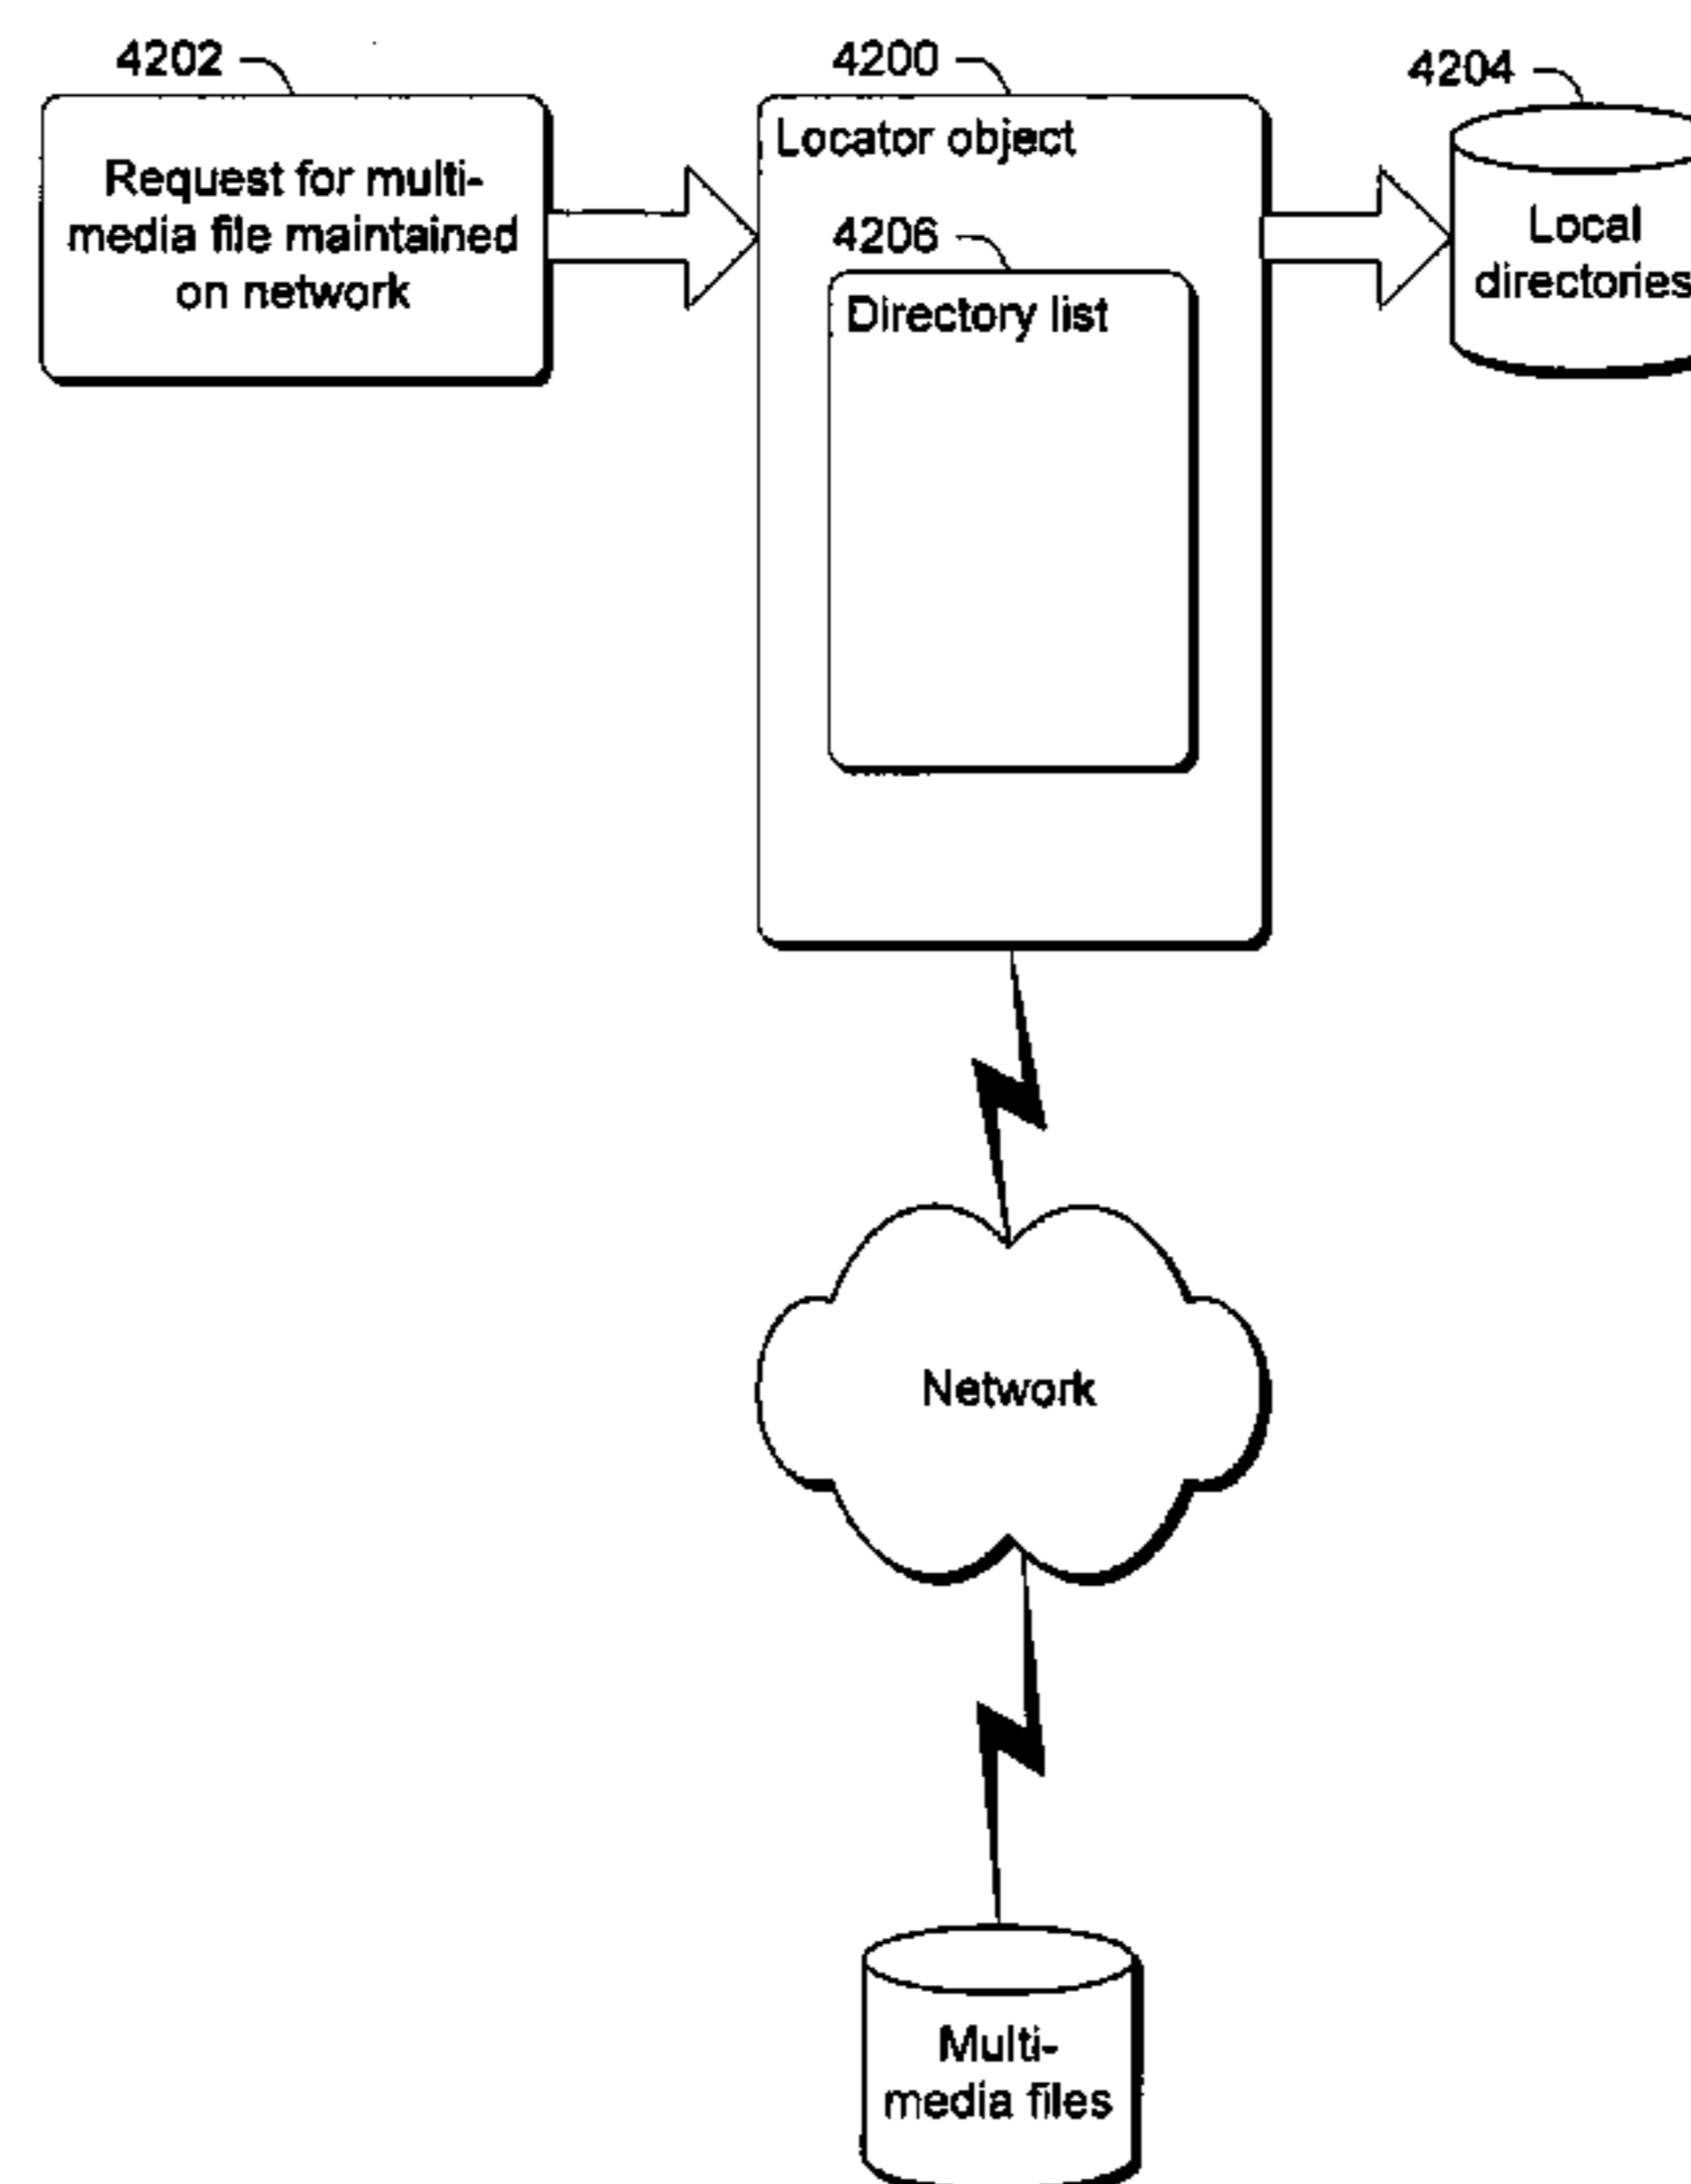 4202
4200
4204
Request for multi-
media file maintained
on network
Locator object
4206
Directory list
Local
directories
Network
Multi-
media files